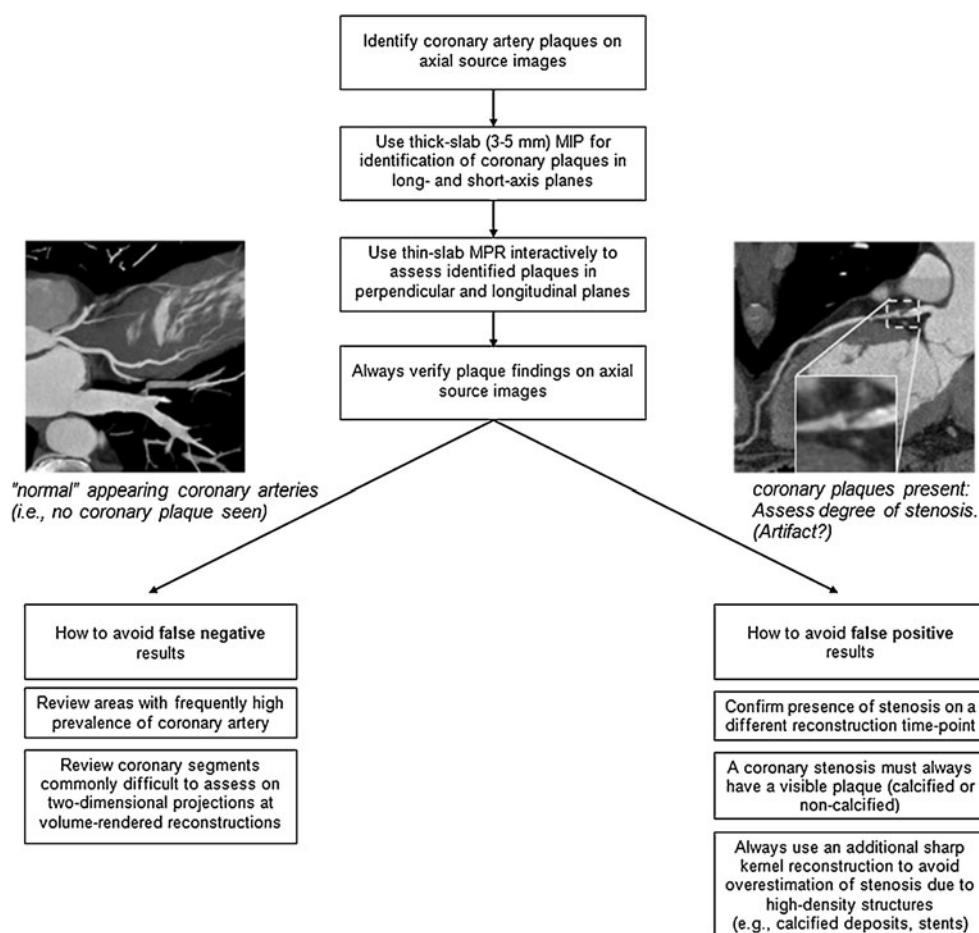 Identify coronary artery plaques on
axial source images
Use thick-slab (3-5 mm) MIP for
identification of coronary plaques in
long- and short-axis planes
Use thin-slab MPR interactively to
assess identified plaques in
perpendicular and longitudinal planes
Always verify plaque findings on axial
source images
"normal" appearing coronary arteries
(i.e., no coronary plaque seen)
coronary plaques present:
Assess degree of stenosis.
(Artifact?)
How to avoid false negative
results
Review areas with frequently high
prevalence of coronary artery
Review coronary segments
commonly difficult to assess on
two-dimensional projections at
volume-rendered reconstructions
How to avoid false positive
results
Confirm presence of stenosis on a
different reconstruction time-point
A coronary stenosis must always
have a visible plaque (calcified or
non-calcified)
Always use an additional sharp
kernel reconstruction to avoid
overestimation of stenosis due to
high-density structures
(e.g., calcified deposits, stents)